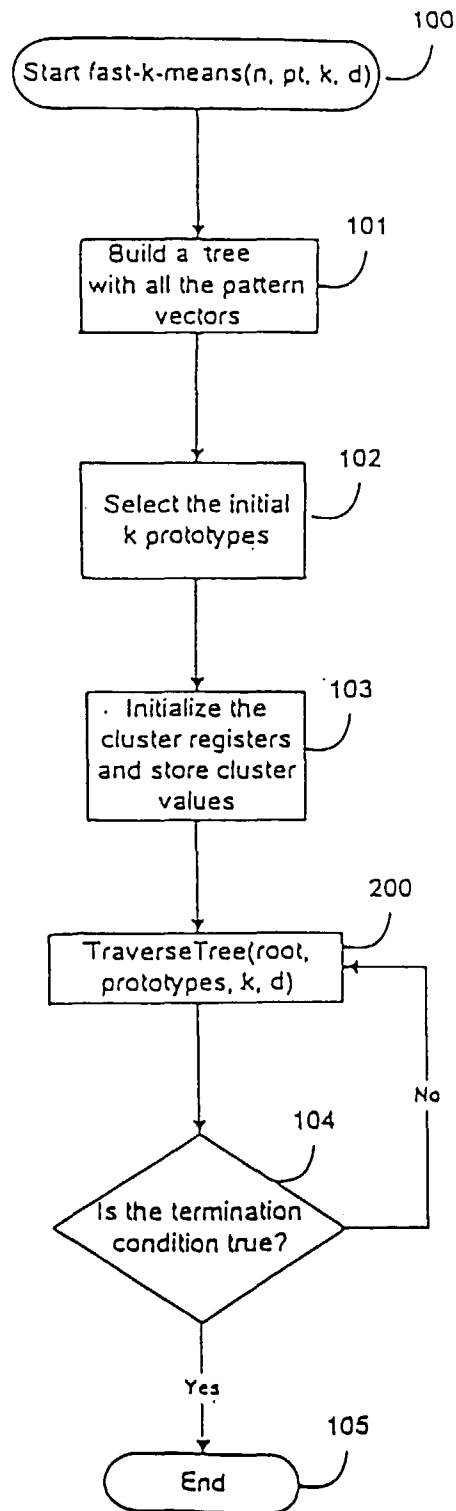 100
Start fast-k-means(n, pt, k, d)
101
Build a tree
with all the pattern
vectors
102
Select the initial
k prototypes
103
Initialize the
cluster registers
and store cluster
values
200
TraverseTree(root,
prototypes, k, d)
No
104
Is the termination
condition true?
Yes
105
End